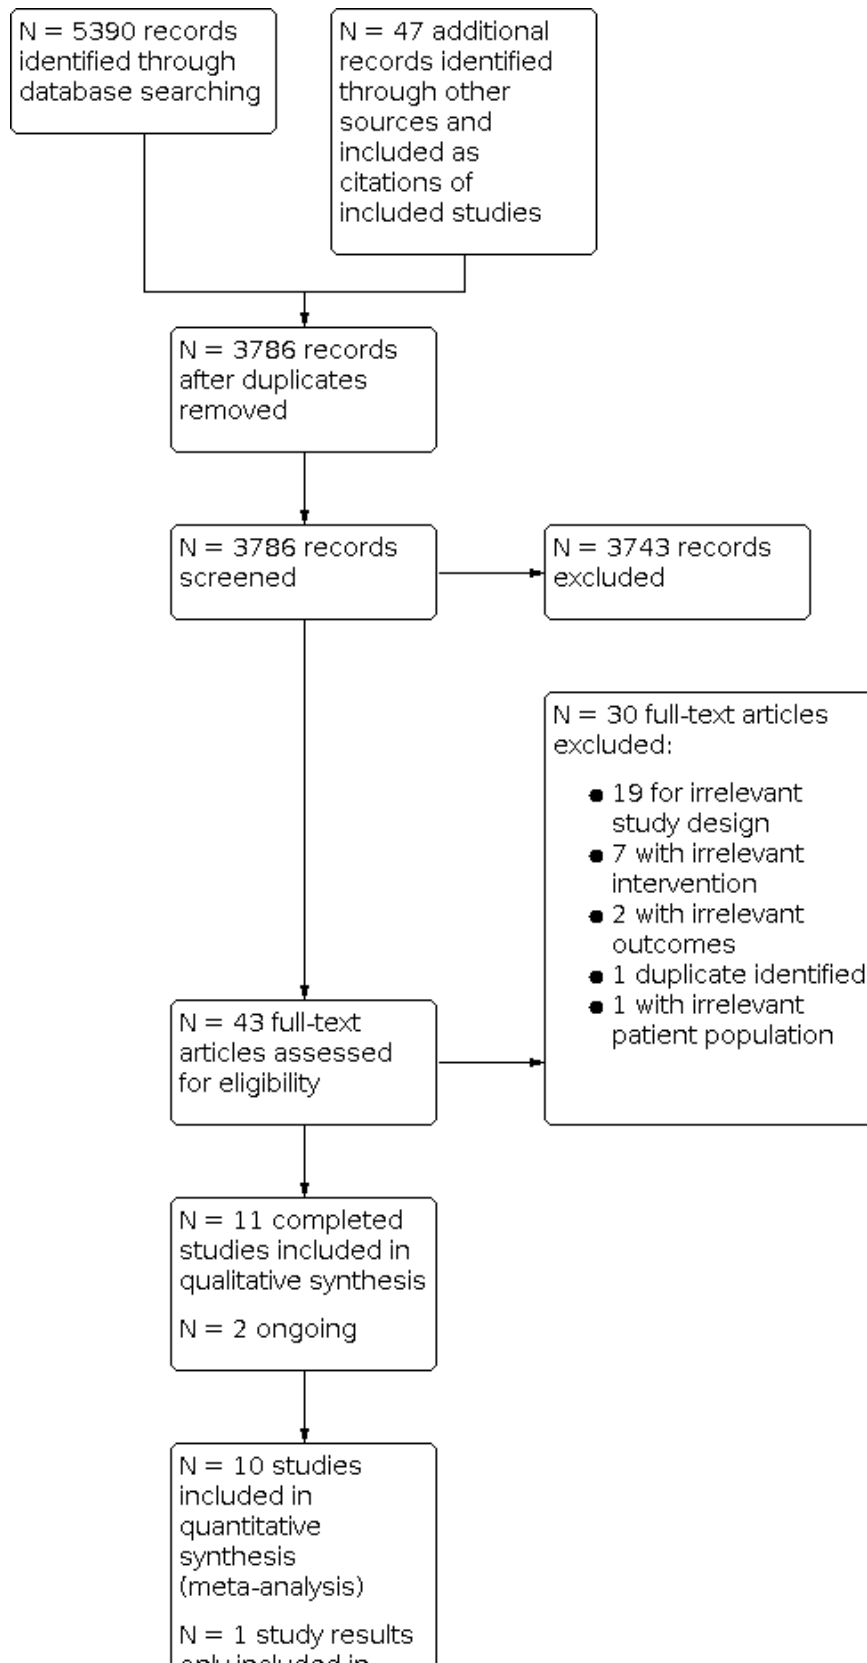 N = 5390 records
identified through
database searching
N = 47 additional
records identified
through other
sources and
included as
citations of
included studies
N = 3786 records
after duplicates
removed
N = 3786 records
screened
N = 3743 records
excluded
N = 30 full-text articles
excluded:
● 19 for irrelevant
study design
● 7 with irrelevant
intervention
● 2 with irrelevant
outcomes
● 1 duplicate identified
● 1 with irrelevant
patient population
N = 43 full-text
articles assessed
for eligibility
N = 11 completed
studies included in
qualitative synthesis
N = 2 ongoing
N = 10 studies
included in
quantitative
synthesis
(meta-analysis)
N = 1 study results
only included in